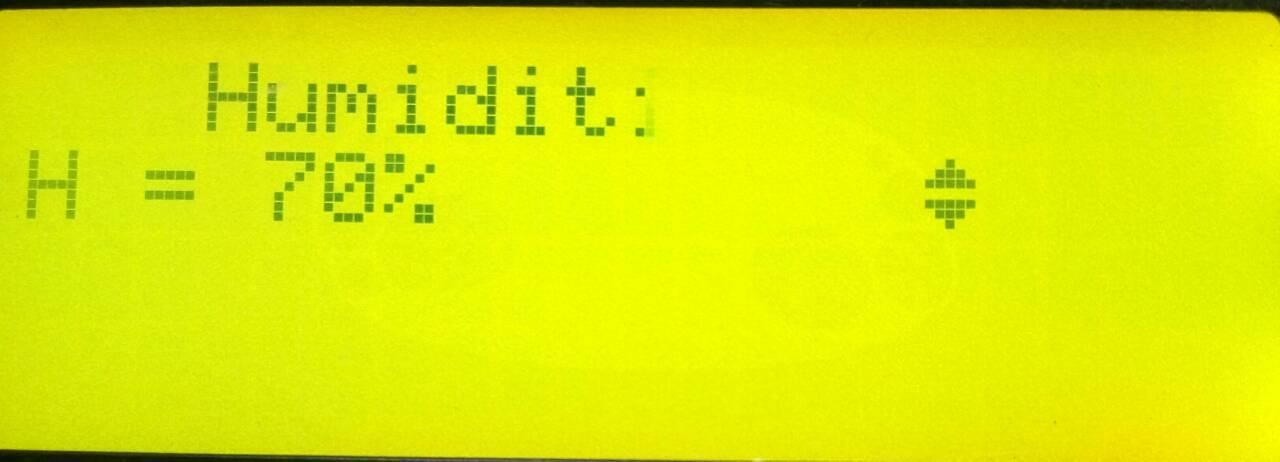 Humidit:
H = 70%